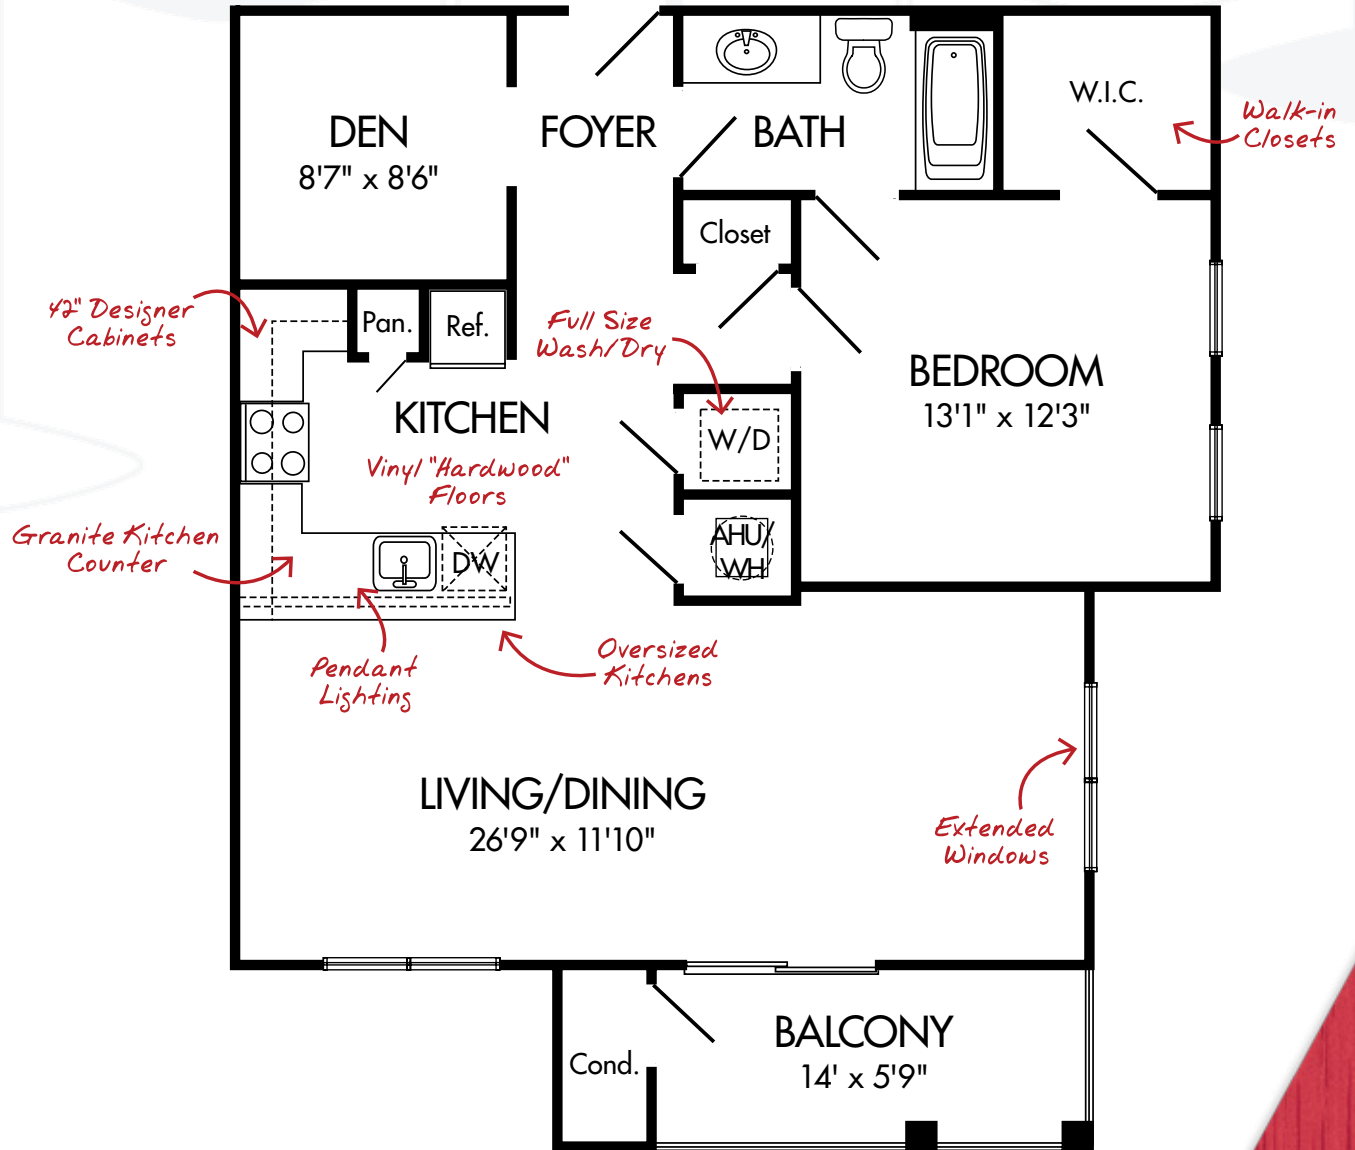 DEN
8'7" x 8'6"
FOYER
BATH
W.I.C.
Walk-in
Closets
Closet
42" Designer
Cabinets
Pan.
Ref.
Full Size
Wash/Dry
BEDROOM
13'1" x 12'3"
KITCHEN
Vinyl "Hardwood"
Floors
W/D
Granite Kitchen
Counter
DW
AHU/
WH
Pendant
Lighting
Oversized
Kitchens
LIVING/DINING
26'9" x 11'10"
Extended
Windows
BALCONY
14' x 5'9"
Cond.